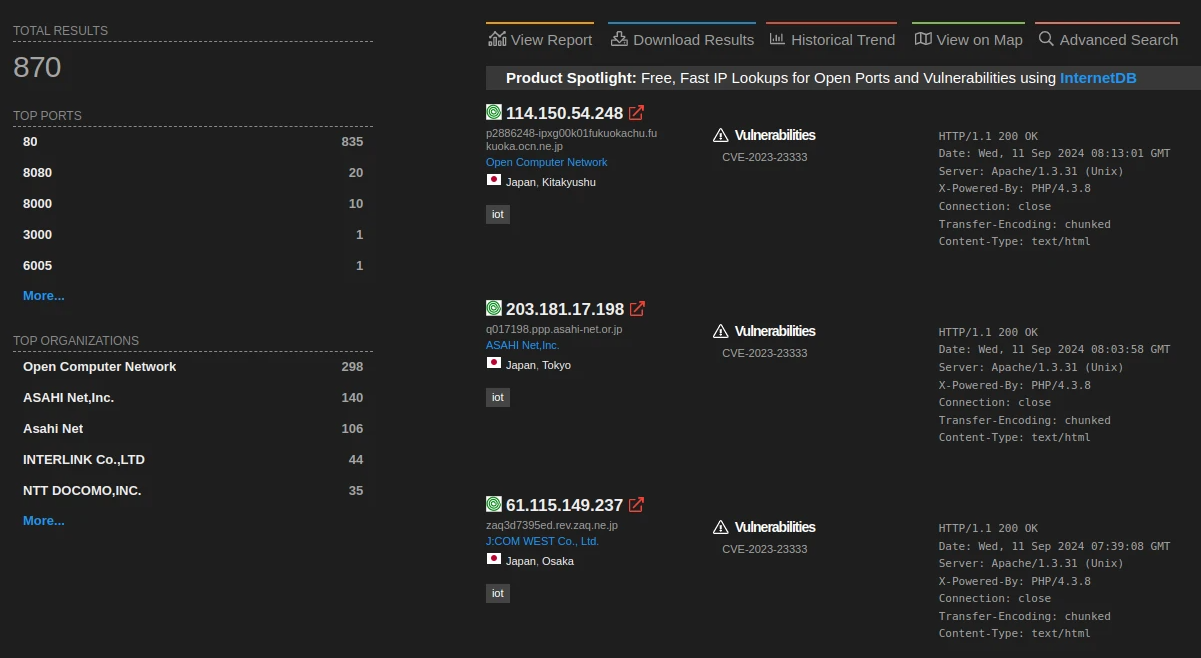 TOTAL RESULTS
870
TOP PORTS
80 835
8080 20
8000 10
3000 1
6005 1
More...
TOP ORGANIZATIONS
Open Computer Network 298
ASAHI Net,Inc. 140
Asahi Net 106
INTERLINK Co.,LTD 44
NTT DOCOMO,INC. 35
More...
View Report Download Results Historical Trend View on Map Advanced Search
Product Spotlight: Free, Fast IP Lookups for Open Ports and Vulnerabilities using InternetDB
114.150.54.248
p2886248-ipxg00k01fukuokachu.fu
kuoka.ocn.ne.jp
Open Computer Network
Japan, Kitakyushu
iot
Vulnerabilities
CVE-2023-23333
HTTP/1.1 200 OK
Date: Wed, 11 Sep 2024 08:13:01 GMT
Server: Apache/1.3.31 (Unix)
X-Powered-By: PHP/4.3.8
Connection: close
Transfer-Encoding: chunked
Content-Type: text/html
203.181.17.198
q017198.ppp.asahi-net.or.jp
ASAHI Net,Inc.
Japan, Tokyo
iot
Vulnerabilities
CVE-2023-23333
HTTP/1.1 200 OK
Date: Wed, 11 Sep 2024 08:03:58 GMT
Server: Apache/1.3.31 (Unix)
X-Powered-By: PHP/4.3.8
Connection: close
Transfer-Encoding: chunked
Content-Type: text/html
61.115.149.237
zaq3d7395ed.rev.zaq.ne.jp
J:COM WEST Co., Ltd.
Japan, Osaka
iot
Vulnerabilities
CVE-2023-23333
HTTP/1.1 200 OK
Date: Wed, 11 Sep 2024 07:39:08 GMT
Server: Apache/1.3.31 (Unix)
X-Powered-By: PHP/4.3.8
Connection: close
Transfer-Encoding: chunked
Content-Type: text/html